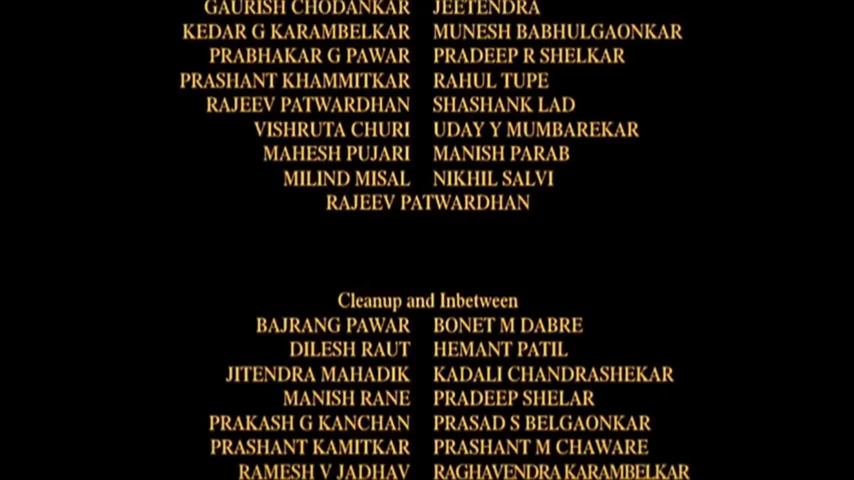 GAURISH CHODANKAR JEETENDRA
KEDAR G KARAMBELKAR MUNESH BABHULGAONKAR
PRABHAKAR G PAWAR PRADEEP R SHELKAR
PRASHANT KHAMMITKAR RAHUL TUPE
RAJEEV PATWARDHAN SHASHANK LAD
VISHRUTA CHURI UDAY Y MUMBAREKAR
MAHESH PUJARI MANISH PARAB
MILIND MISAL NIKHIL SALVI
RAJEEV PATWARDHAN
Cleanup and Inbetween
BAJRANG PAWAR BONET M DABRE
DILESH RAUT HEMANT PATIL
JITENDRA MAHADIK KADALI CHANDRASHEKAR
MANISH RANE PRADEEP SHELAR
PRAKASH G KANCHAN PRASAD S BELGAONKAR
PRASHANT KAMITKAR PRASHANT M CHAWARE
RAMESH V JADHAV RAGHAVENDRA KARAMBELKAR